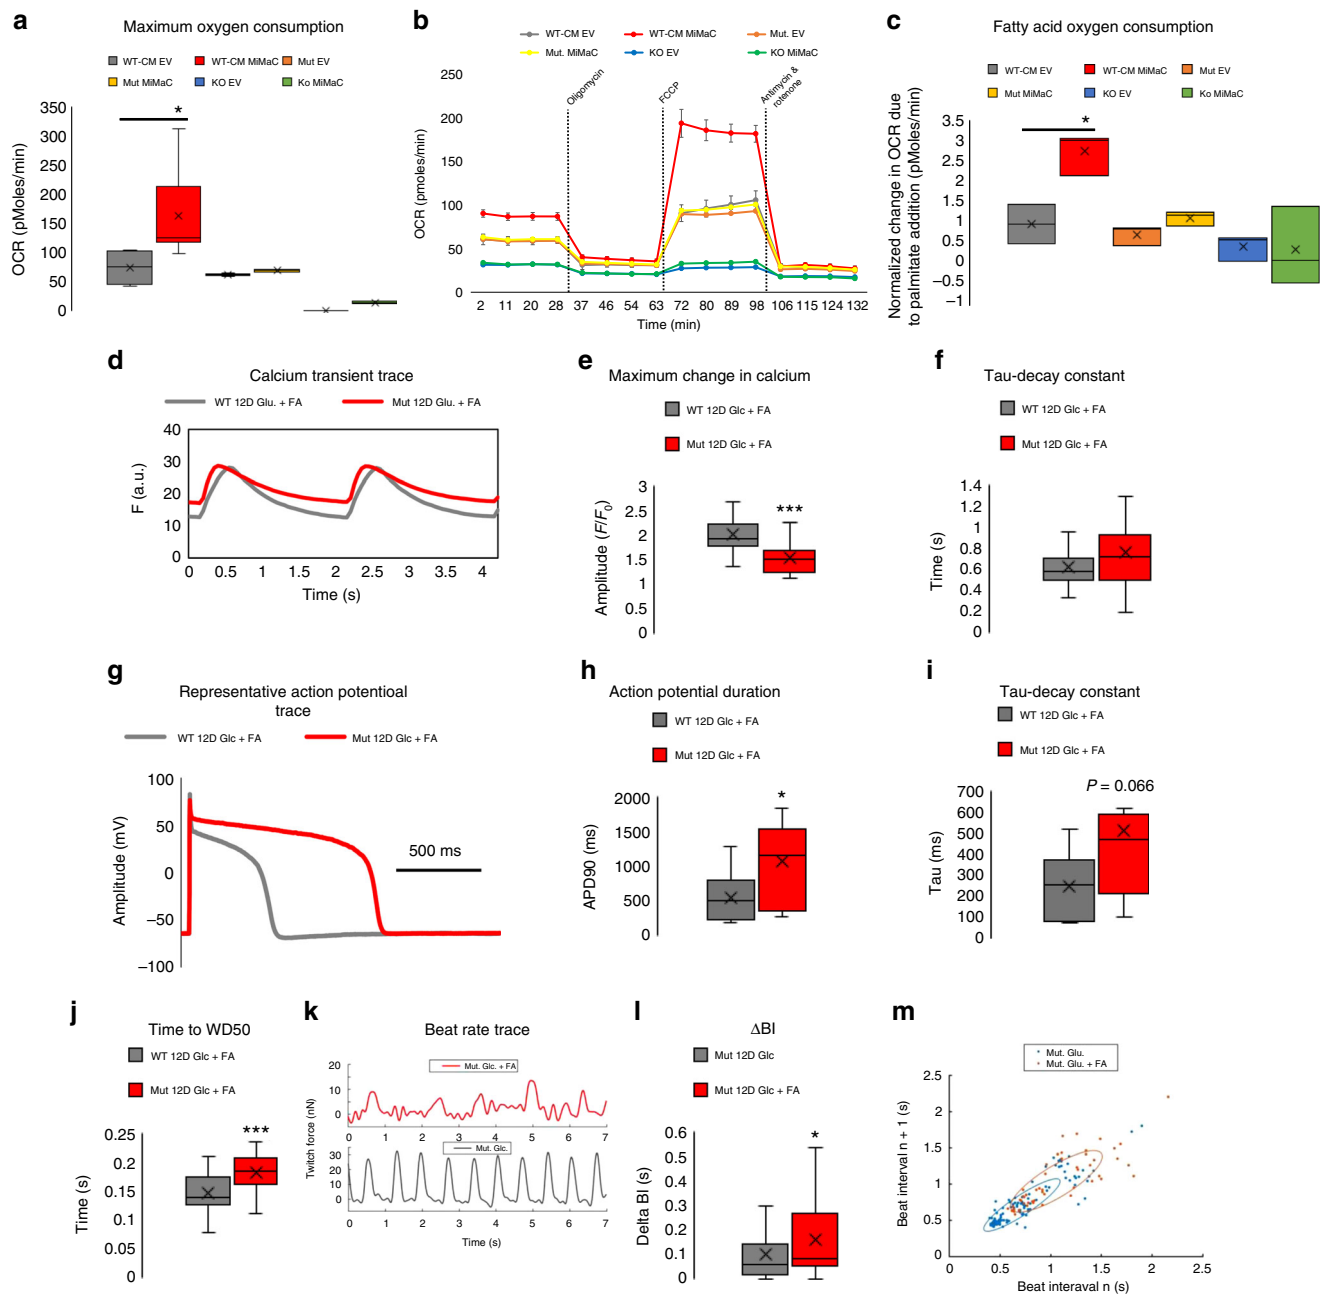 a
Maximum oxygen consumption
WT-CM EV WT-CM MiMaC Mut EV
Mut MiMaC KO EV Ko MiMaC
OCR (pMoles/min)
350
300
250
200
150
100
50
0
*
b
WT-CM EV WT-CM MiMaC Mut. EV
Mut. MiMaC KO EV KO MiMaC
OCR (pmoles/min)
250
200
150
100
50
0
Oligomycin
FCCP
Antimycin &
rotenone
2 11 20 28 37 46 54 63 72 80 89 98 106 115 124 132
Time (min)
c
Fatty acid oxygen consumption
WT-CM EV WT-CM MiMaC Mut EV
Mut MiMaC KO EV Ko MiMaC
Normalized change in OCR due
to palmitate addition (pMoles/min)
3.5
3
2.5
2
1.5
1
0.5
0
−0.5
−1
*
d
Calcium transient trace
WT 12D Glu. + FA Mut 12D Glu. + FA
F (a.u.)
40
30
20
10
0
0 0.5 1 1.5 2 2.5 3 3.5 4
Time (s)
e
Maximum change in calcium
WT 12D Glc + FA
Mut 12D Glc + FA
Amplitude (F/F0)
3
2.5
2
1.5
1
0.5
0
***
f
Tau-decay constant
WT 12D Glc + FA
Mut 12D Glc + FA
Time (s)
1.4
1.2
1
0.8
0.6
0.4
0.2
0
g
Representative action potentioal
trace
WT 12D Glc + FA Mut 12D Glc + FA
Amplitude (mV)
100
50
0
−50
−100
500 ms
h
Action potential duration
WT 12D Glc + FA
Mut 12D Glc + FA
APD90 (ms)
2000
1500
1000
500
0
*
i
Tau-decay constant
WT 12D Glc + FA
Mut 12D Glc + FA
P = 0.066
Tau (ms)
700
600
500
400
300
200
100
0
j
Time to WD50
WT 12D Glc + FA
Mut 12D Glc + FA
Time (s)
0.25
0.2
0.15
0.1
0.05
0
***
k
Beat rate trace
Mut. Glc. + FA
Twitch force (nN)
20
10
0
0 1 2 3 4 5 6 7
Mut. Glc.
30
20
10
0
0 1 2 3 4 5 6 7
Time (s)
l
ΔBI
Mut 12D Glc
Mut 12D Glc + FA
Delta BI (s)
0.6
0.5
0.4
0.3
0.2
0.1
0
*
m
Mut. Glu.
Mut. Glu. + FA
Beat interval n + 1 (s)
2.5
2
1.5
1
0.5
0
0 0.5 1 1.5 2 2.5
Beat interaval n (s)